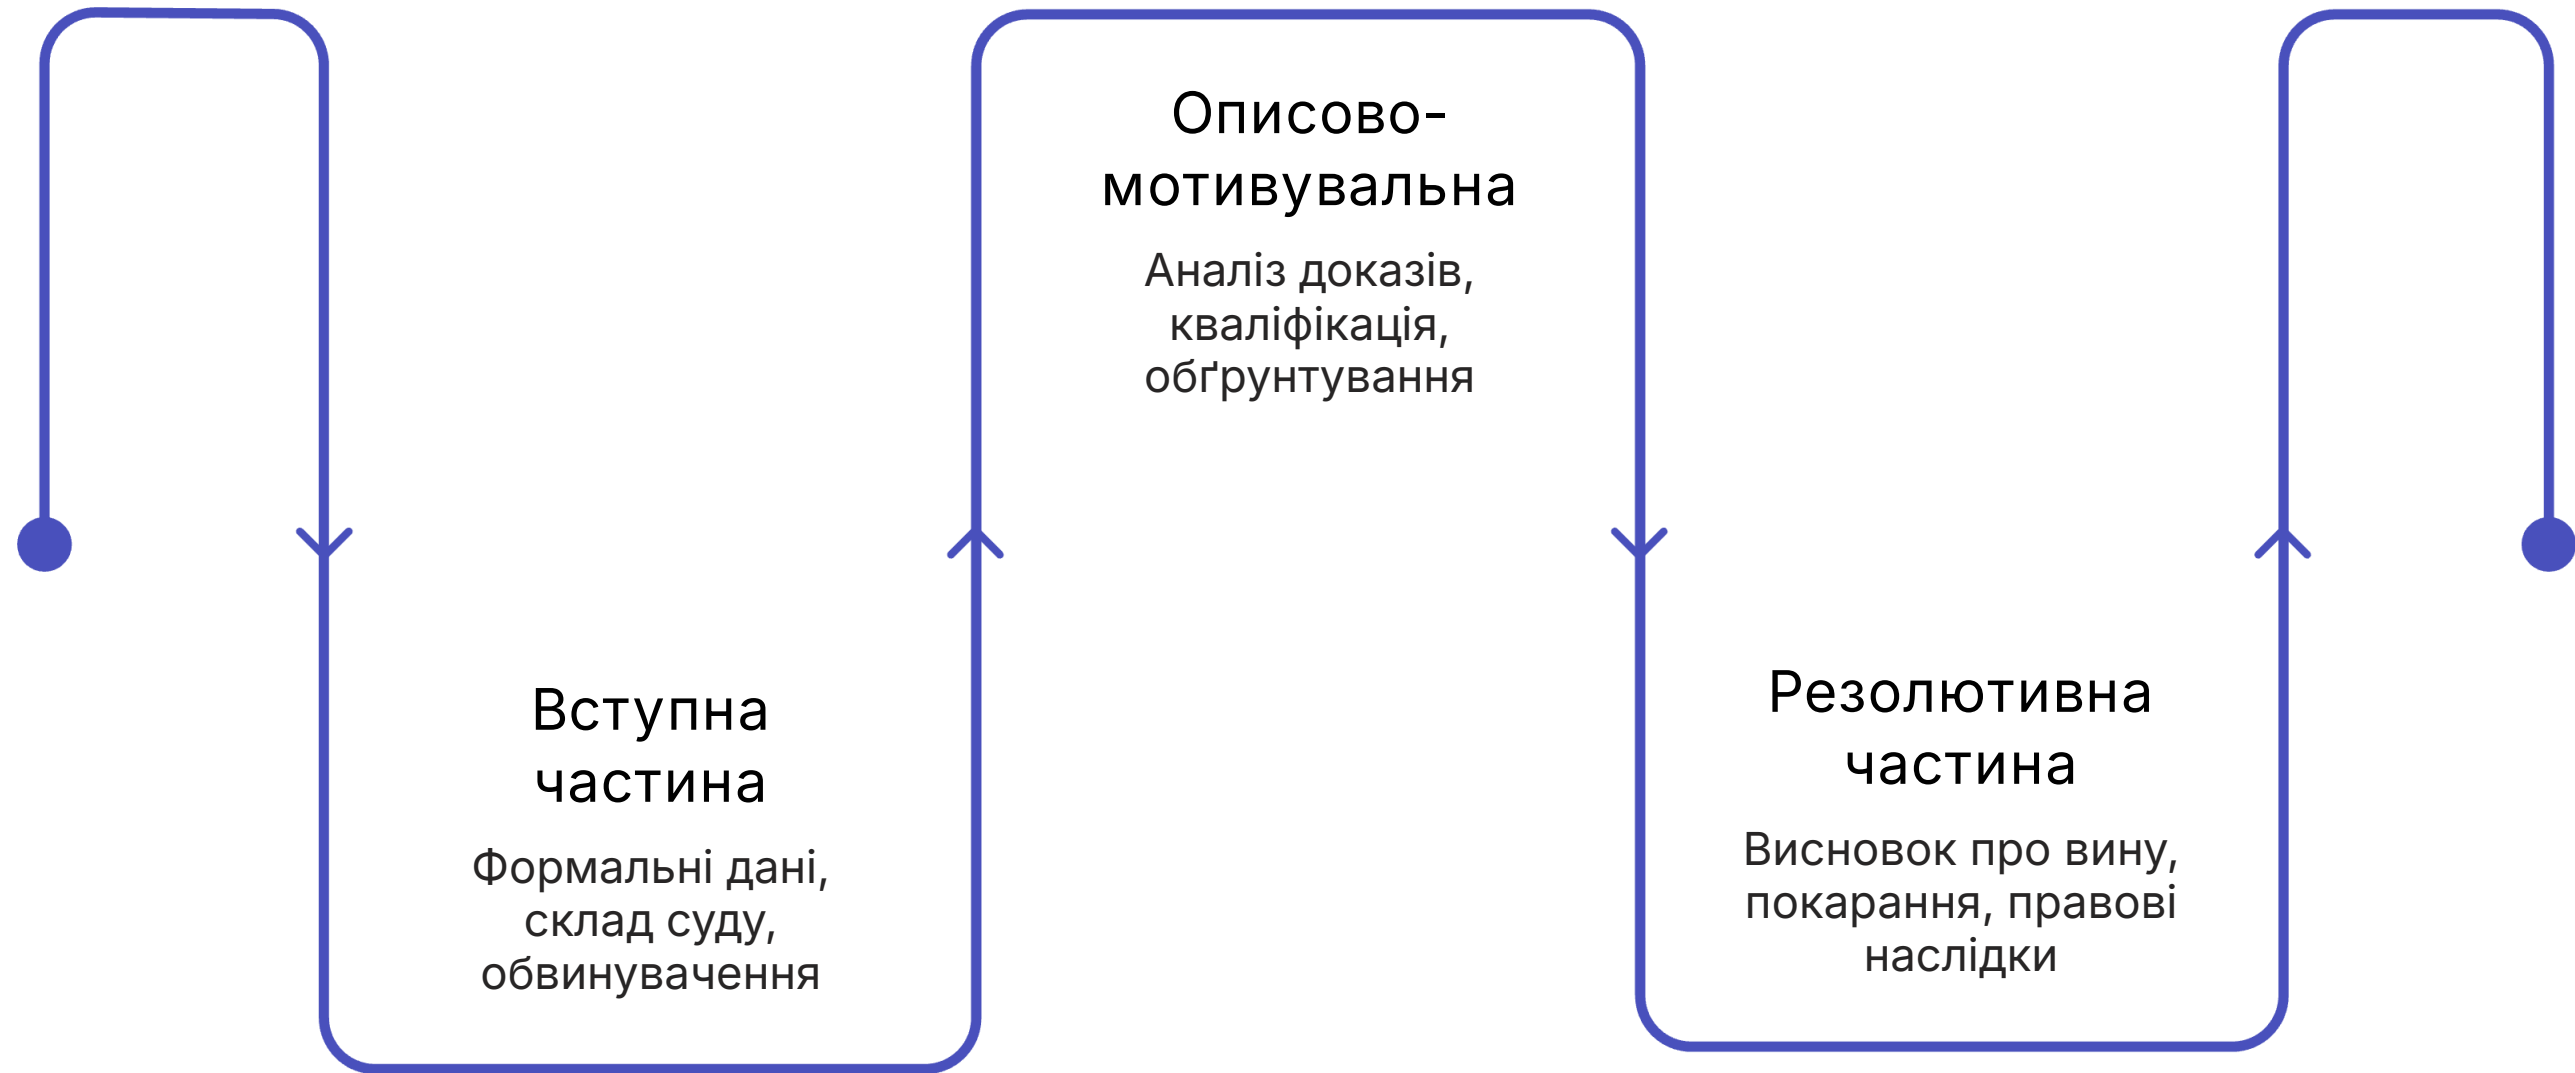 Вступна
частина
Формальні дані,
склад суду,
обвинувачення
Описово-
мотивувальна
Аналіз доказів,
кваліфікація,
обґрунтування
Резолютивна
частина
Висновок про вину,
покарання, правові
наслідки